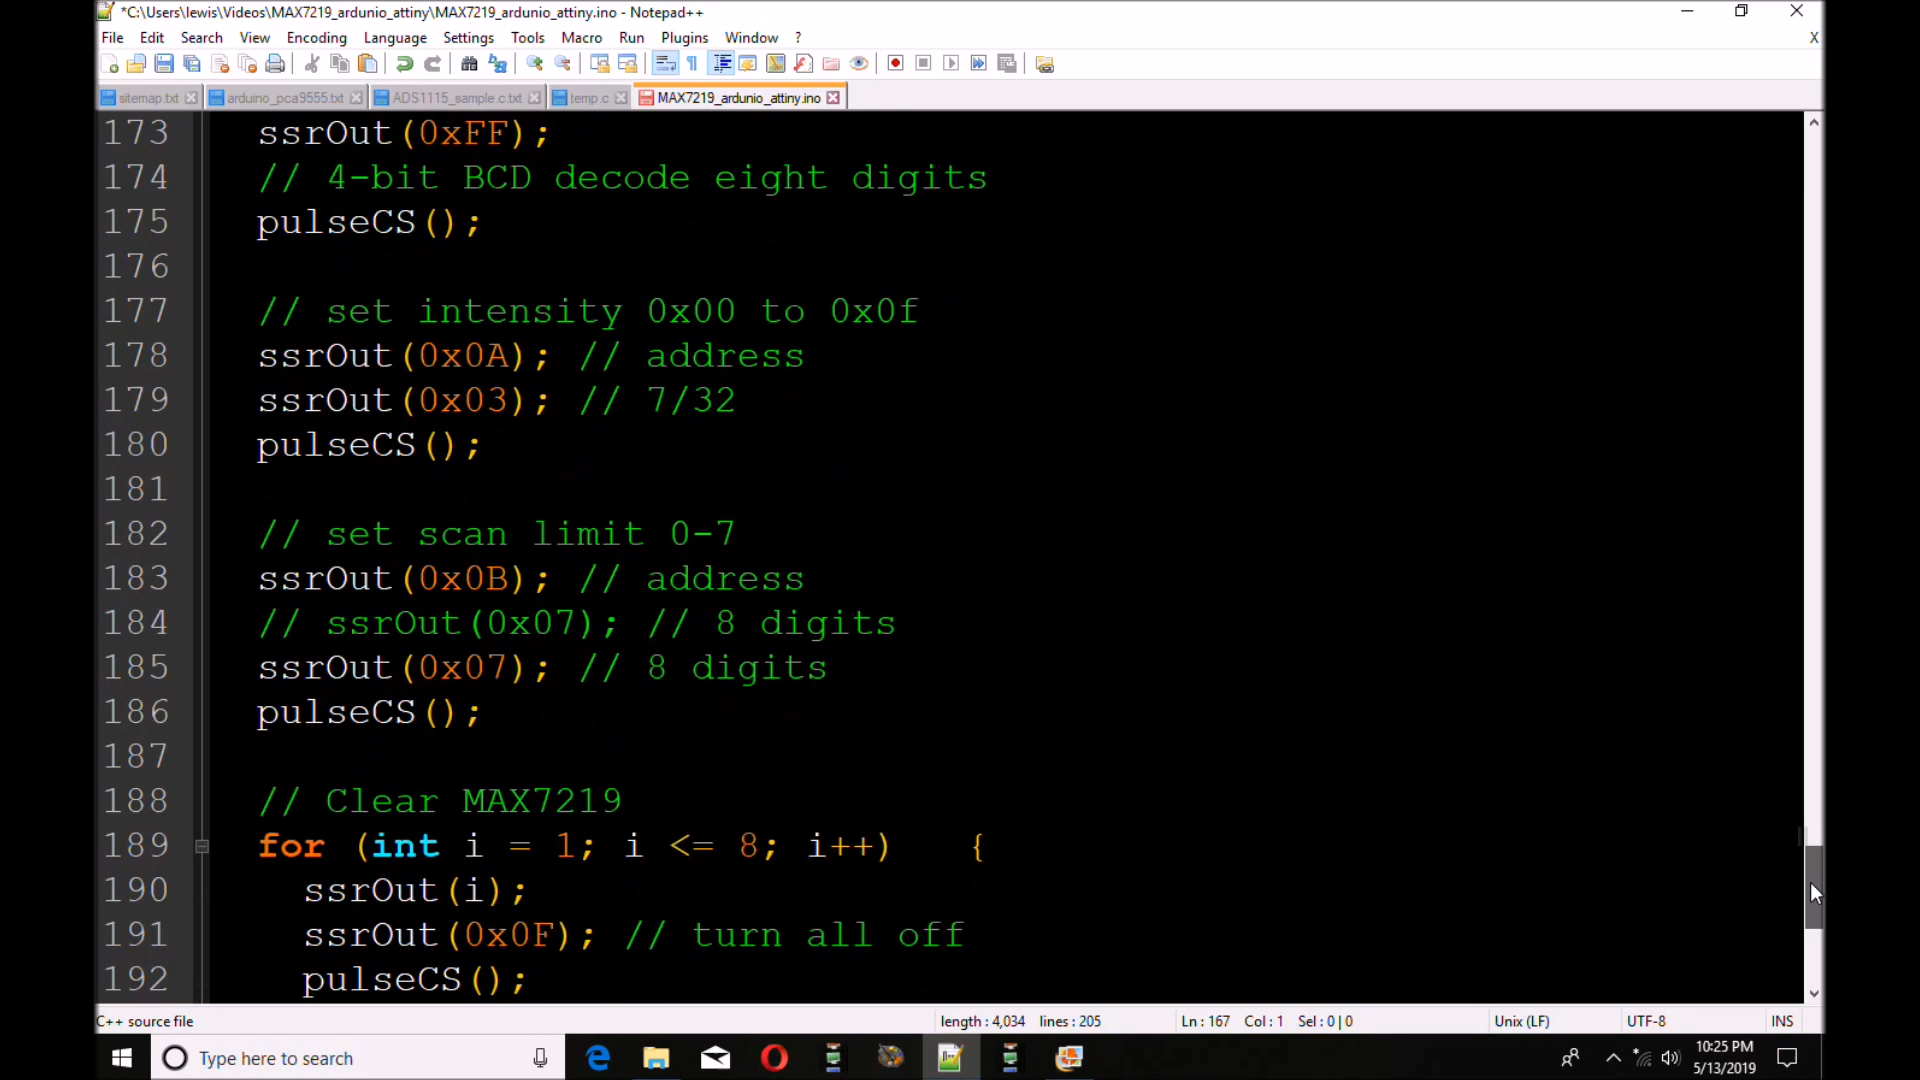 *C:\Users\lewis\Videos\MAX7219_ardunio_attiny\MAX7219_ardunio_attiny.ino - Notepad++
File Edit Search View Encoding Language Settings Tools Macro Run Plugins Window ? X
sitemap.txt arduino_pca9555.txt ADS1115_sample.c.txt temp.c MAX7219_ardunio_attiny.ino
173 ssrOut(0xFF);
174 // 4-bit BCD decode eight digits
175 pulseCS();
176
177 // set intensity 0x00 to 0x0f
178 ssrOut(0x0A); // address
179 ssrOut(0x03); // 7/32
180 pulseCS();
181
182 // set scan limit 0-7
183 ssrOut(0x0B); // address
184 // ssrOut(0x07); // 8 digits
185 ssrOut(0x07); // 8 digits
186 pulseCS();
187
188 // Clear MAX7219
189 for (int i = 1; i <= 8; i++) {
190 ssrOut(i);
191 ssrOut(0x0F); // turn all off
192 pulseCS();
C++ source file length : 4,034 lines : 205 Ln : 167 Col : 1 Sel : 0 | 0 Unix (LF) UTF-8 INS
Type here to search 10:25 PM
5/13/2019